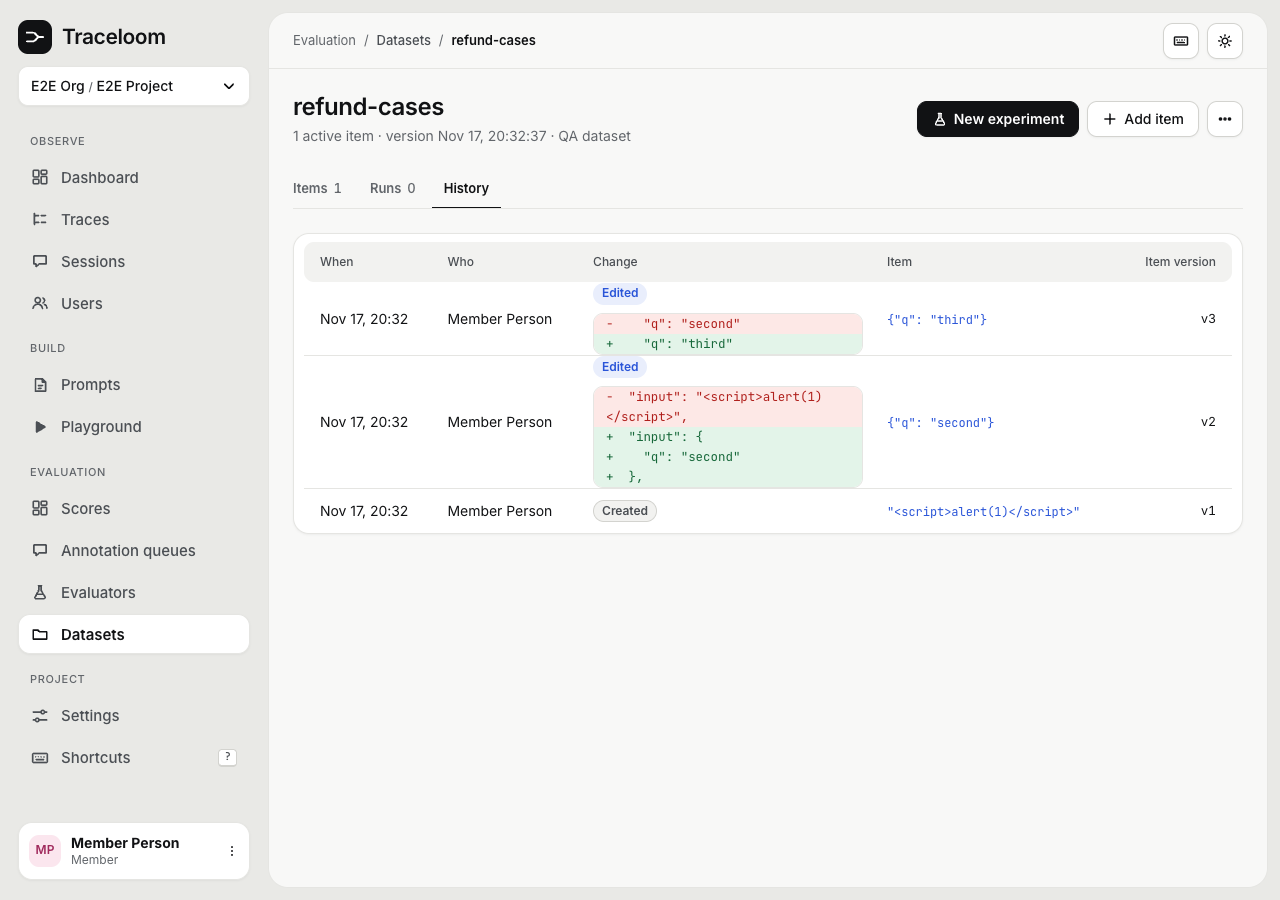 Traceloom
E2E Org / E2E Project
OBSERVE
Dashboard
Traces
Sessions
Users
BUILD
Prompts
Playground
EVALUATION
Scores
Annotation queues
Evaluators
Datasets
PROJECT
Settings
Shortcuts ?
MP Member Person
Member
Evaluation / Datasets / refund-cases
refund-cases
1 active item · version Nov 17, 20:32:37 · QA dataset
New experiment
Add item
Items 1 Runs 0 History
When Who Change Item Item version
Edited
Nov 17, 20:32 Member Person {"q": "third"} v3
-    "q": "second"
+    "q": "third"
Edited
-  "input": "<script>alert(1)
</script>",
Nov 17, 20:32 Member Person {"q": "second"} v2
+  "input": {
+    "q": "second"
+  },
Nov 17, 20:32 Member Person Created "<script>alert(1)</script>" v1